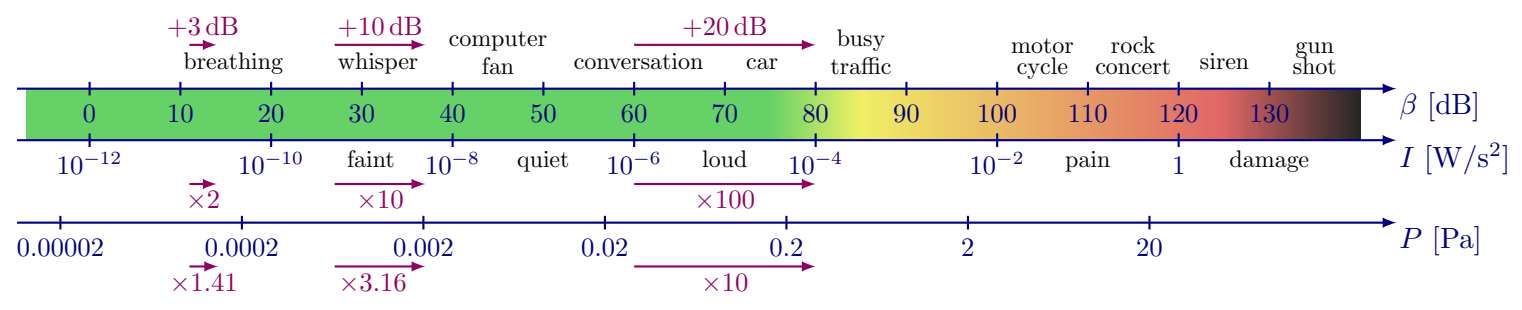 +3 dB +10 dB +20 dB
breathing whisper computer fan conversation car busy traffic motor cycle rock concert siren gun shot
0 10 20 30 40 50 60 70 80 90 100 110 120 130 β [dB]
10⁻¹² 10⁻¹⁰ faint 10⁻⁸ quiet 10⁻⁶ loud 10⁻⁴ 10⁻² pain 1 damage I [W/s²]
×2 ×10 ×100
0.00002 0.0002 0.002 0.02 0.2 2 20 P [Pa]
×1.41 ×3.16 ×10